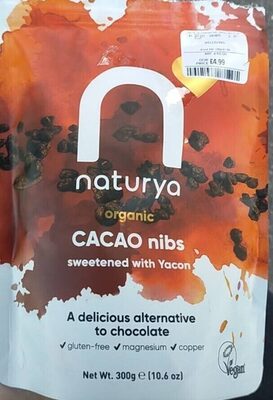 £4.99
naturya
organic
CACAO nibs
sweetened with Yacon
A delicious alternative
to chocolate
✓ gluten-free ✓ magnesium ✓ copper
Net Wt. 300g ℮ (10.6 oz)
Vegan